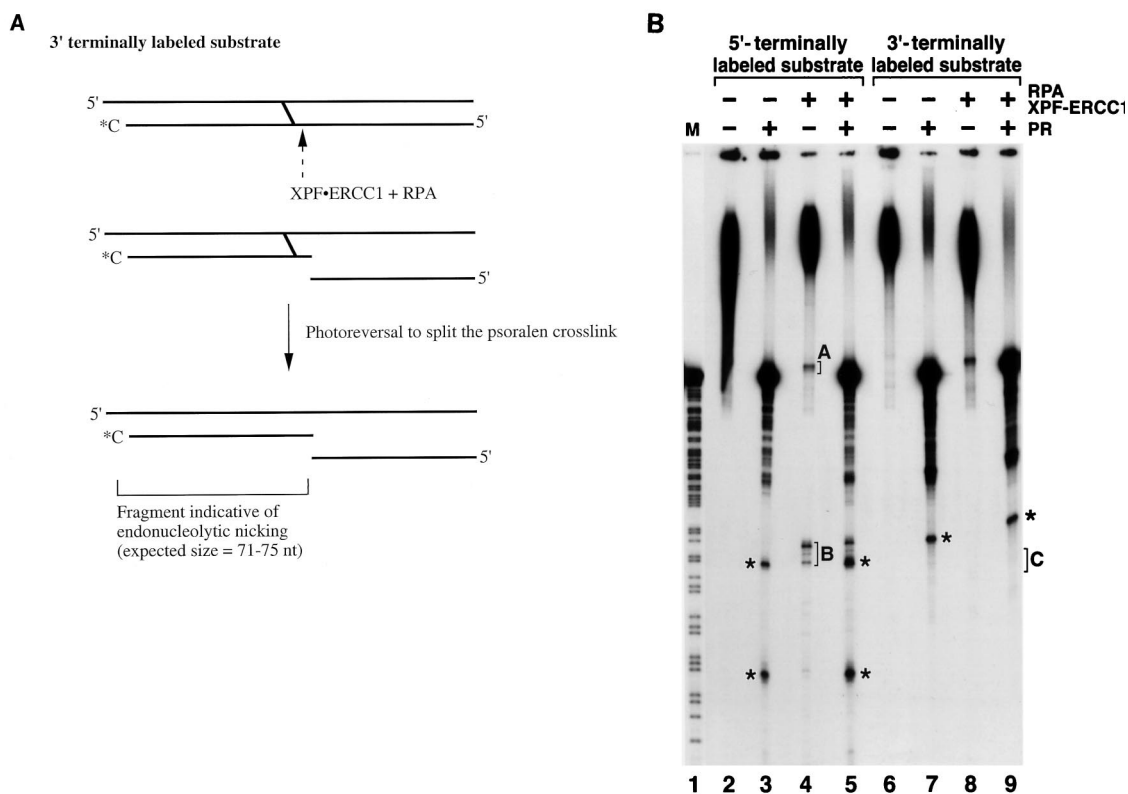 A
3' terminally labeled substrate
5'
*C
5'
XPF•ERCC1 + RPA
5'
*C
5'
Photoreversal to split the psoralen crosslink
5'
*C
5'
Fragment indicative of
endonucleolytic nicking
(expected size = 71-75 nt)
B
5'- terminally
labeled substrate
3'-terminally
labeled substrate
– – + + – – + + RPA
XPF-ERCC1
M – + – + – + – + PR
A
B
C
* * * * * *
1 2 3 4 5 6 7 8 9